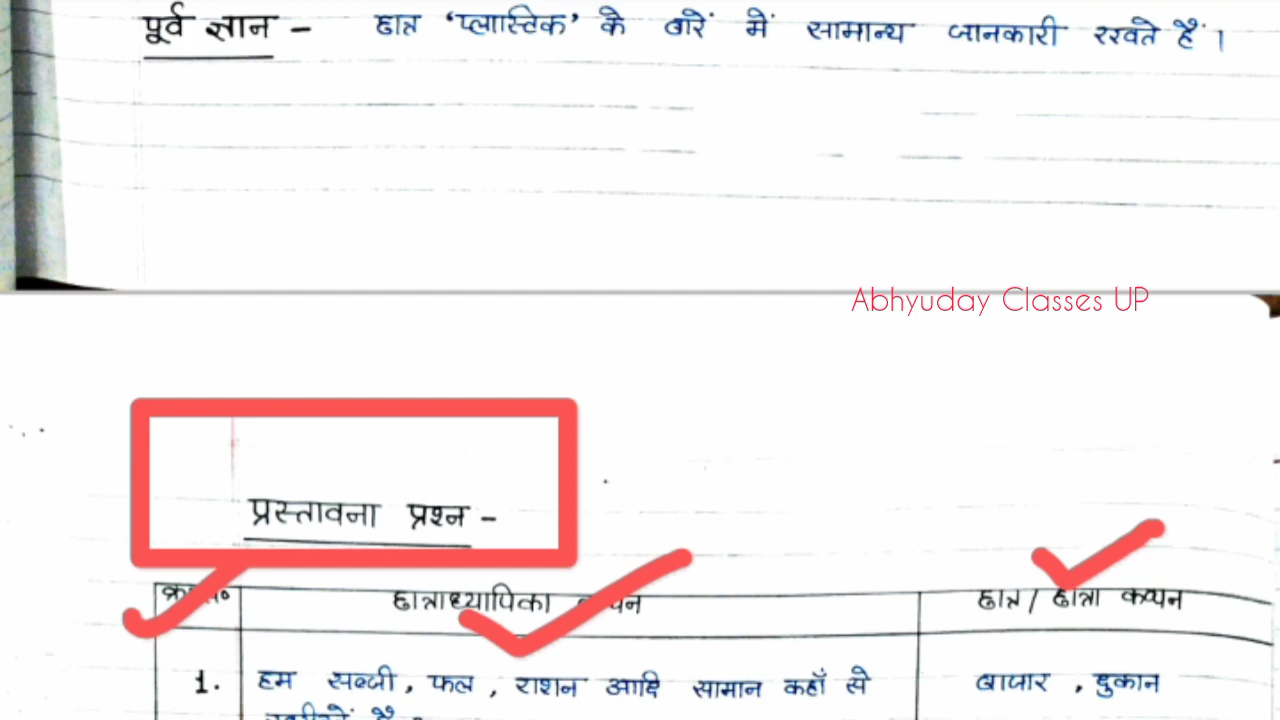 पूर्व ज्ञान - छात्र ‘प्लास्टिक’ के बारें में सामान्य जानकारी रखते हैं ।
Abhyuday Classes UP
प्रस्तावना प्रश्न -
छात्राध्यापिका कथन छात्र / छात्रा कथन
1. हम सब्जी , फल , राशन आदि सामान कहाँ से बाजार , दुकान